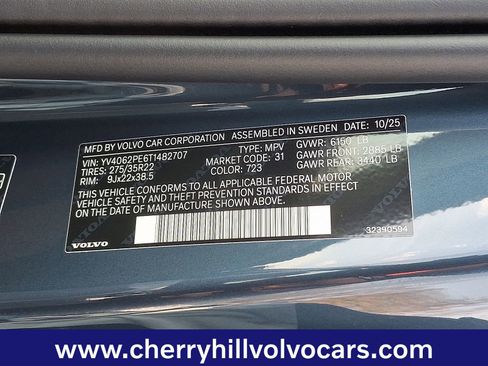 MFD BY VOLVO CAR CORPORATION ASSEMBLED IN SWEDEN DATE: 10/25
VIN: YV4062PE6T1482707 TYPE: MPV GVWR: 6150 LB
TIRES: 275/35R22 MARKET: 31 GAWR FRONT: 2885 LB
RIM: 9Jx22x38.5 COLOR: 723 GAWR REAR: 3440 LB
THIS VEHICLE CONFORMS TO ALL APPLICABLE FEDERAL MOTOR
VEHICLE SAFETY AND THEFT PREVENTION STANDARDS IN EFFECT
ON THE DATE OF MANUFACTURE SHOWN ABOVE.
VOLVO 32390594
www.cherryhillvolvocars.com